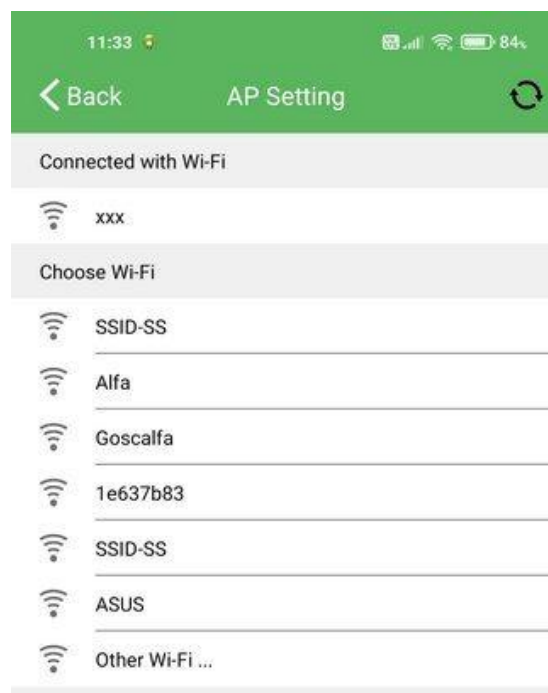 11:33 84%
Back AP Setting
Connected with Wi-Fi
xxx
Choose Wi-Fi
SSID-SS
Alfa
Goscalfa
1e637b83
SSID-SS
ASUS
Other Wi-Fi ...